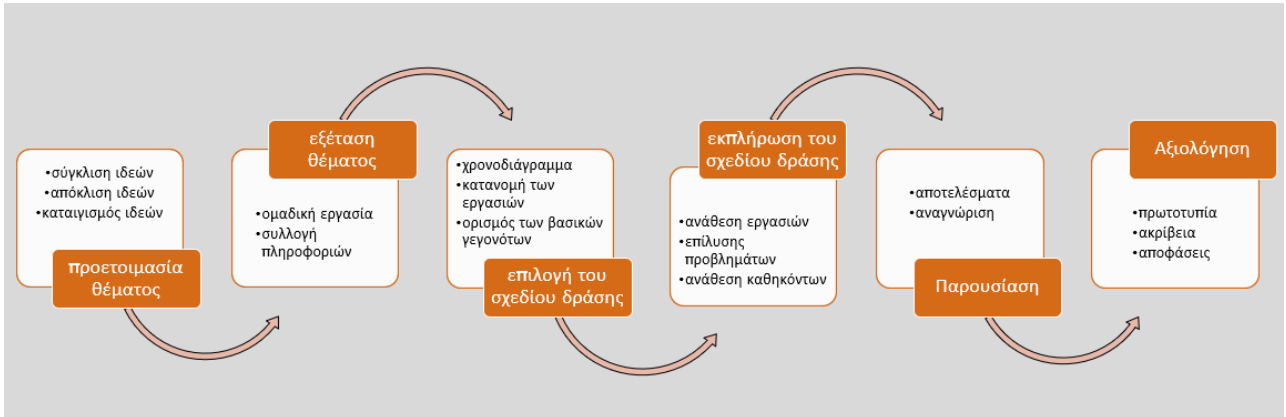 •σύγκλιση ιδεών
•απόκλιση ιδεών
•καταιγισμός ιδεών
προετοιμασία
θέματος
εξέταση
θέματος
•ομαδική εργασία
•συλλογή
πληροφοριών
•χρονοδιάγραμμα
•κατανομή των
εργασιών
•ορισμός των βασικών
γεγονότων
επιλογή του
σχεδίου δράσης
εκπλήρωση του
σχεδίου δράσης
•ανάθεση εργασιών
•επίλυσης
προβλημάτων
•ανάθεση καθηκόντων
•αποτελέσματα
•αναγνώριση
Παρουσίαση
Αξιολόγηση
•πρωτοτυπία
•ακρίβεια
•αποφάσεις